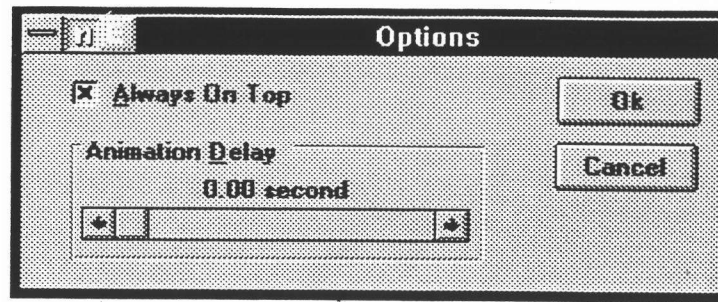 Options
Always On Top
Ok
Animation Delay
Cancel
0.00 second